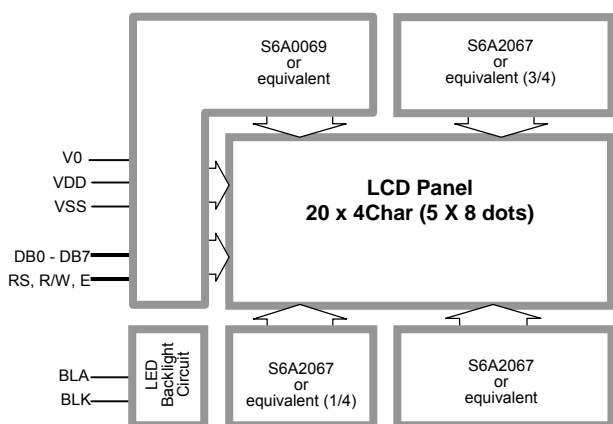 S6A0069
or
equivalent
S6A2067
or
equivalent (3/4)
V0
VDD
VSS
DB0 - DB7
RS, R/W, E
LCD Panel
20 x 4Char (5 X 8 dots)
BLA
BLK
LED
Backlight
Circuit
S6A2067
or
equivalent (1/4)
S6A2067
or
equivalent